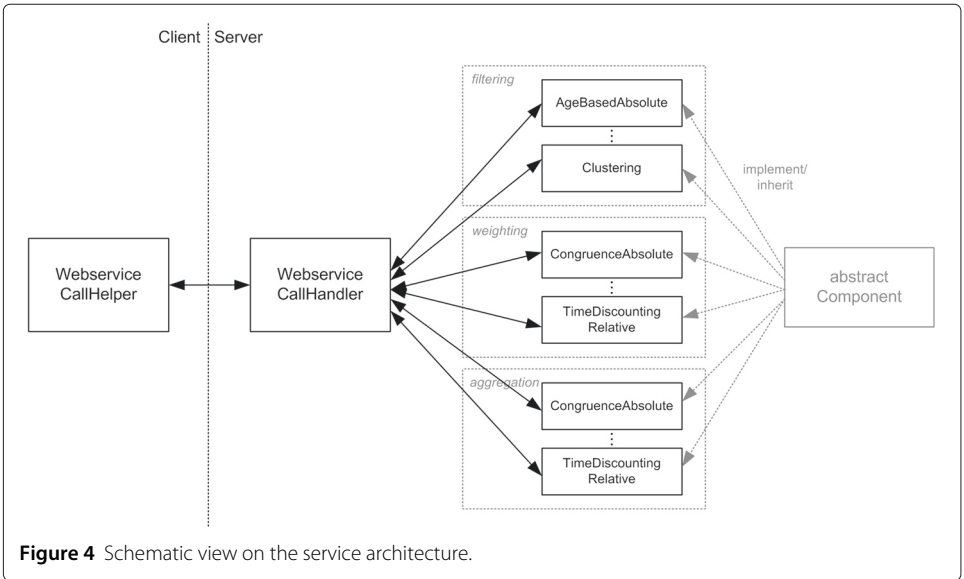 Client Server
filtering
AgeBasedAbsolute
Clustering
implement/
inherit
weighting
CongruenceAbsolute
TimeDiscounting
Relative
Webservice
CallHelper
Webservice
CallHandler
abstract
Component
aggregation
CongruenceAbsolute
TimeDiscounting
Relative
Figure 4 Schematic view on the service architecture.